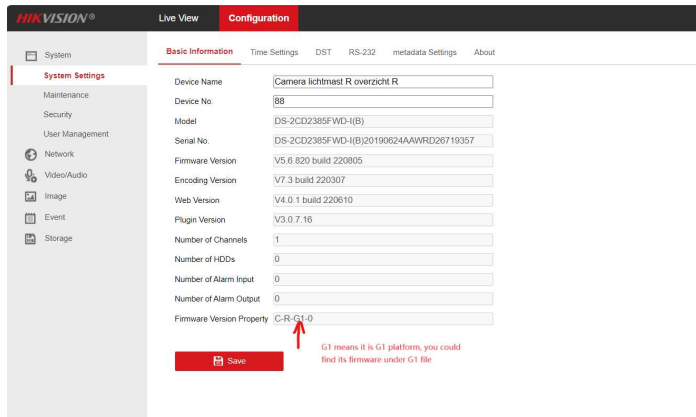 HIKVISION®
Live View
Configuration
System
System Settings
Maintenance
Security
User Management
Network
Video/Audio
Image
Event
Storage
Basic Information
Time Settings
DST
RS-232
metadata Settings
About
Device Name Camera lichtmast R overzicht R
Device No. 88
Model DS-2CD2385FWD-I(B)
Serial No. DS-2CD2385FWD-I(B)20190624AAWRD26719357
Firmware Version V5.6.820 build 220805
Encoding Version V7.3 build 220307
Web Version V4.0.1 build 220610
Plugin Version V3.0.7.16
Number of Channels 1
Number of HDDs 0
Number of Alarm Input 0
Number of Alarm Output 0
Firmware Version Property C-R-G1-0
G1 means it is G1 platform, you could
find its firmware under G1 file
Save